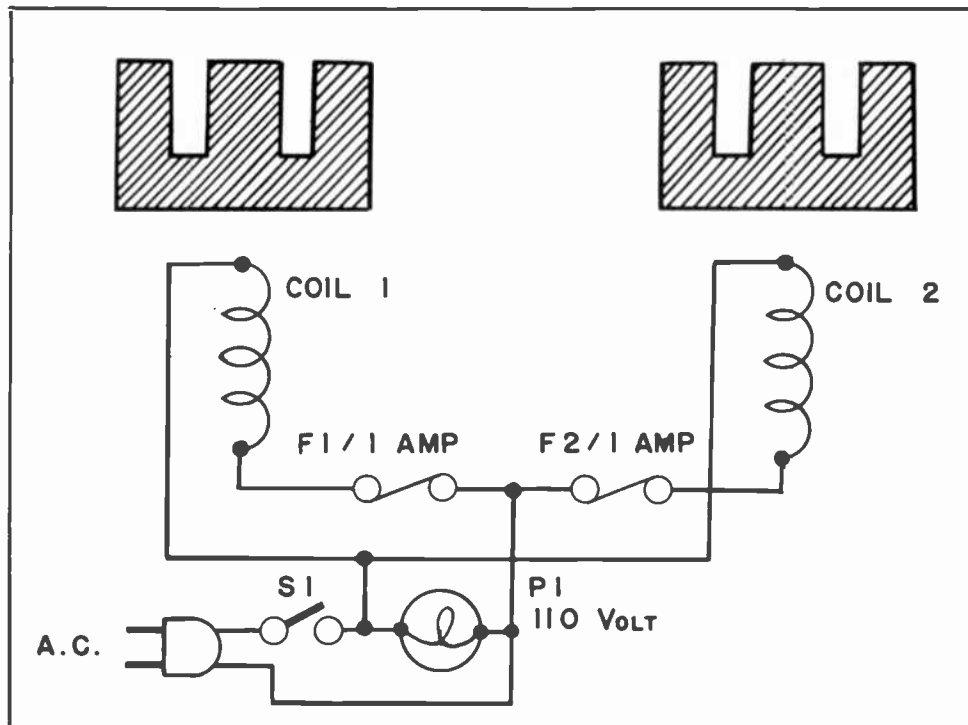 COIL 1
COIL 2
F1/1 AMP
F2/1 AMP
S1
P1
110 VOLT
A.C.